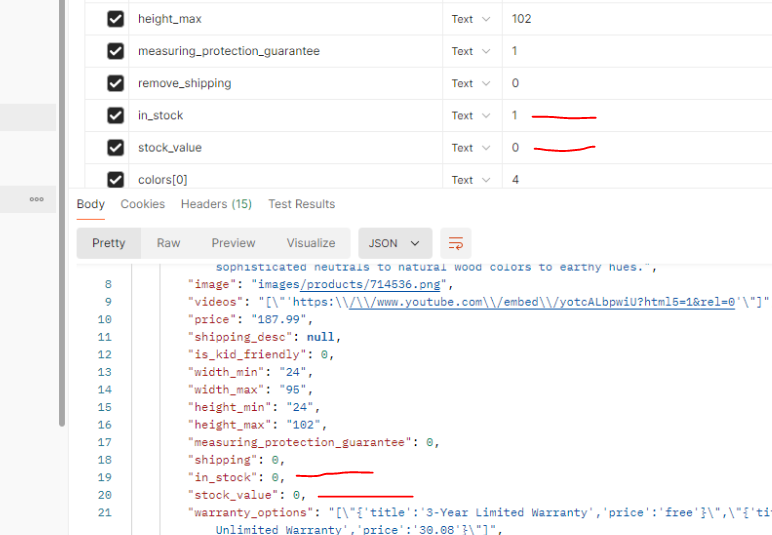 height_max Text 102
measuring_protection_guarantee Text 1
remove_shipping Text 0
in_stock Text 1
stock_value Text 0
colors[0] Text 4
Body Cookies Headers (15) Test Results
Pretty Raw Preview Visualize JSON
sophisticated neutrals to natural wood colors to earthy hues.",
8 "image": "images/products/714536.png",
9 "videos": "[\"'https:\\/\\/www.youtube.com\\/embed\\/yotcALbpwiU?html5=1&rel=0'\"]"
10 "price": "187.99",
11 "shipping_desc": null,
12 "is_kid_friendly": 0,
13 "width_min": "24",
14 "width_max": "95",
15 "height_min": "24",
16 "height_max": "102",
17 "measuring_protection_guarantee": 0,
18 "shipping": 0,
19 "in_stock": 0,
20 "stock_value": 0,
21 "warranty_options": "[\"{'title':'3-Year Limited Warranty','price':'free'}\",\"{'ti
Unlimited Warranty','price':'30.08'}\"]",